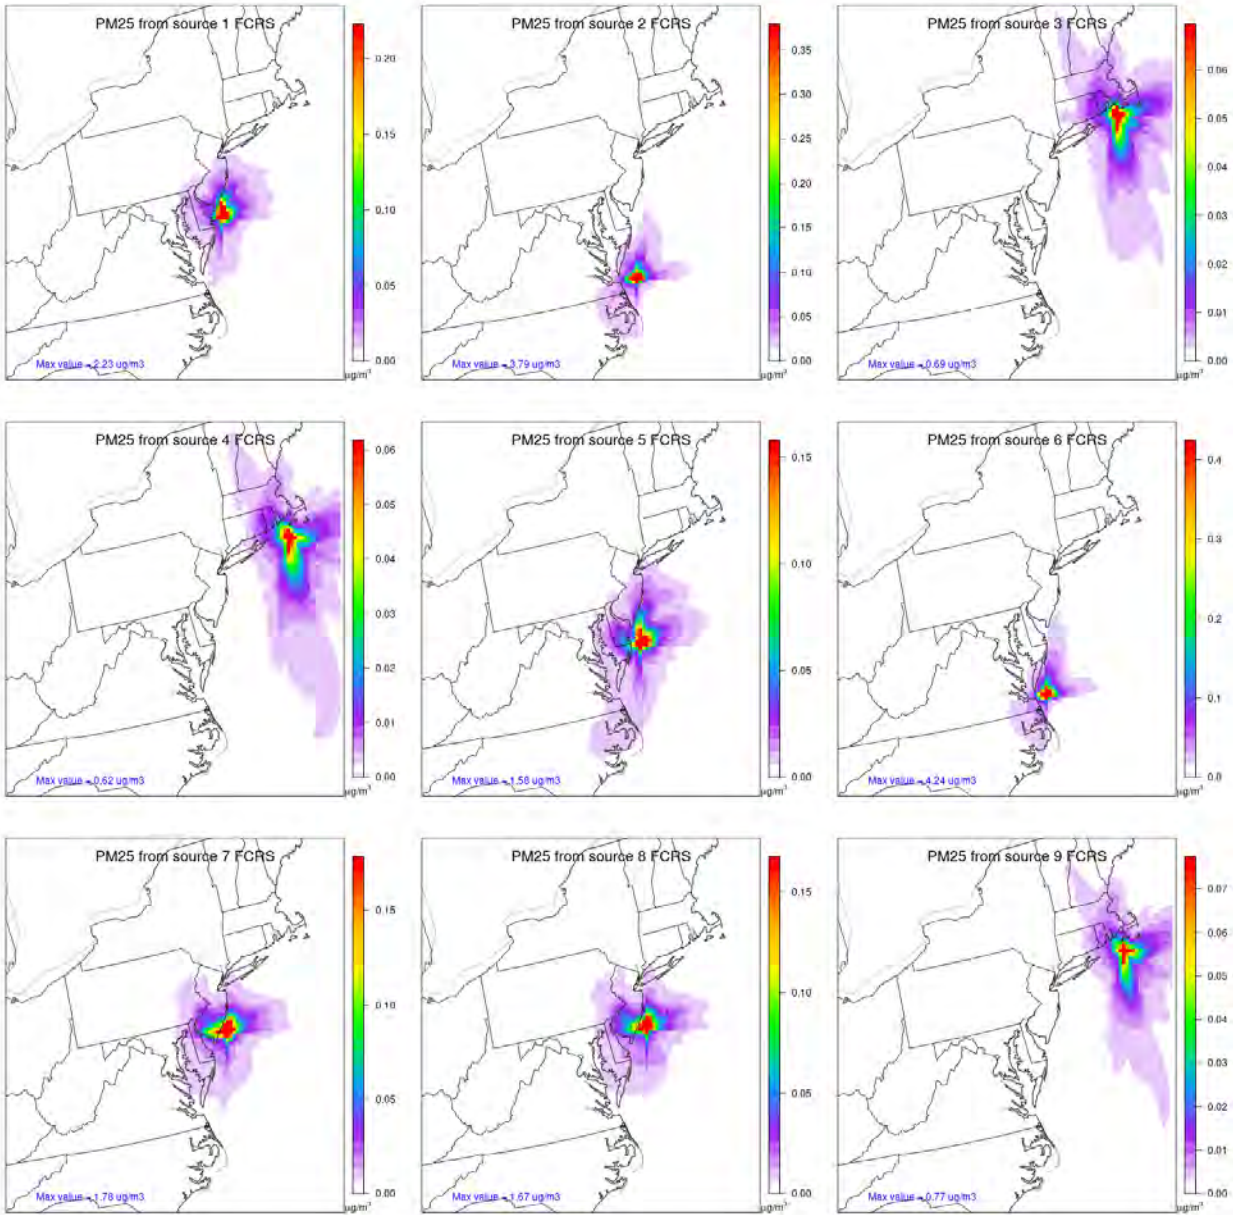 PM25 from source 1 FCRS
0.20
0.15
0.10
0.05
0.00
µg/m³
Max value = 2.23 ug/m3
PM25 from source 2 FCRS
0.35
0.30
0.25
0.20
0.15
0.10
0.05
0.00
µg/m³
Max value = 3.79 ug/m3
PM25 from source 3 FCRS
0.06
0.05
0.04
0.03
0.02
0.01
0.00
µg/m³
Max value = 0.69 ug/m3
PM25 from source 4 FCRS
0.06
0.05
0.04
0.03
0.02
0.01
0.00
µg/m³
Max value = 0.62 ug/m3
PM25 from source 5 FCRS
0.15
0.10
0.05
0.00
µg/m³
Max value = 1.58 ug/m3
PM25 from source 6 FCRS
0.4
0.3
0.2
0.1
0.0
µg/m³
Max value = 4.24 ug/m3
PM25 from source 7 FCRS
0.15
0.10
0.05
0.00
µg/m³
Max value = 1.78 ug/m3
PM25 from source 8 FCRS
0.15
0.10
0.05
0.00
µg/m³
Max value = 1.67 ug/m3
PM25 from source 9 FCRS
0.07
0.06
0.05
0.04
0.03
0.02
0.01
0.00
µg/m³
Max value = 0.77 ug/m3